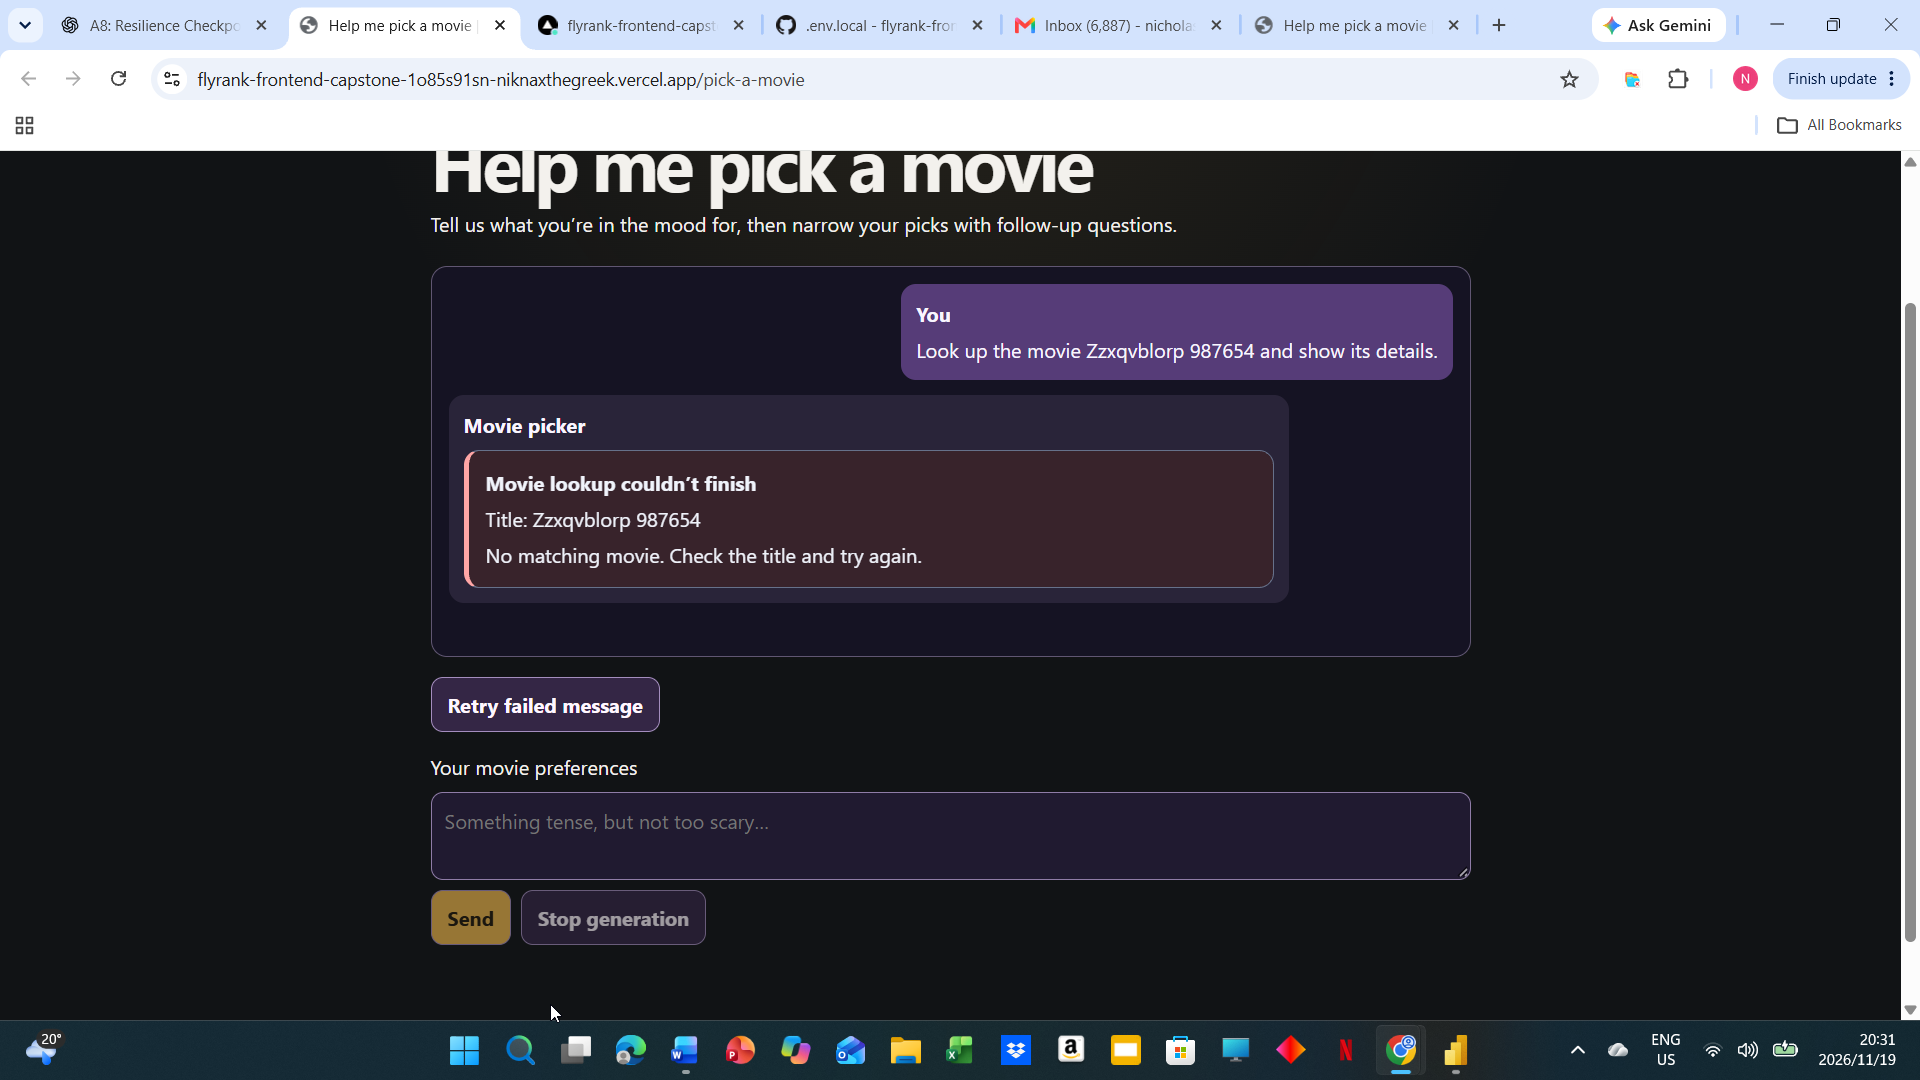 A8: Resilience Checkpo
Help me pick a movie
flyrank-frontend-capst
.env.local - flyrank-fron
Inbox (6,887) - nichola
Help me pick a movie
Ask Gemini
flyrank-frontend-capstone-1o85s91sn-niknaxthegreek.vercel.app/pick-a-movie
N
Finish update
All Bookmarks
Help me pick a movie
Tell us what you’re in the mood for, then narrow your picks with follow-up questions.
You
Look up the movie Zzxqvblorp 987654 and show its details.
Movie picker
Movie lookup couldn’t finish
Title: Zzxqvblorp 987654
No matching movie. Check the title and try again.
Retry failed message
Your movie preferences
Something tense, but not too scary…
Send
Stop generation
20°
ENG
US
20:31
2026/11/19